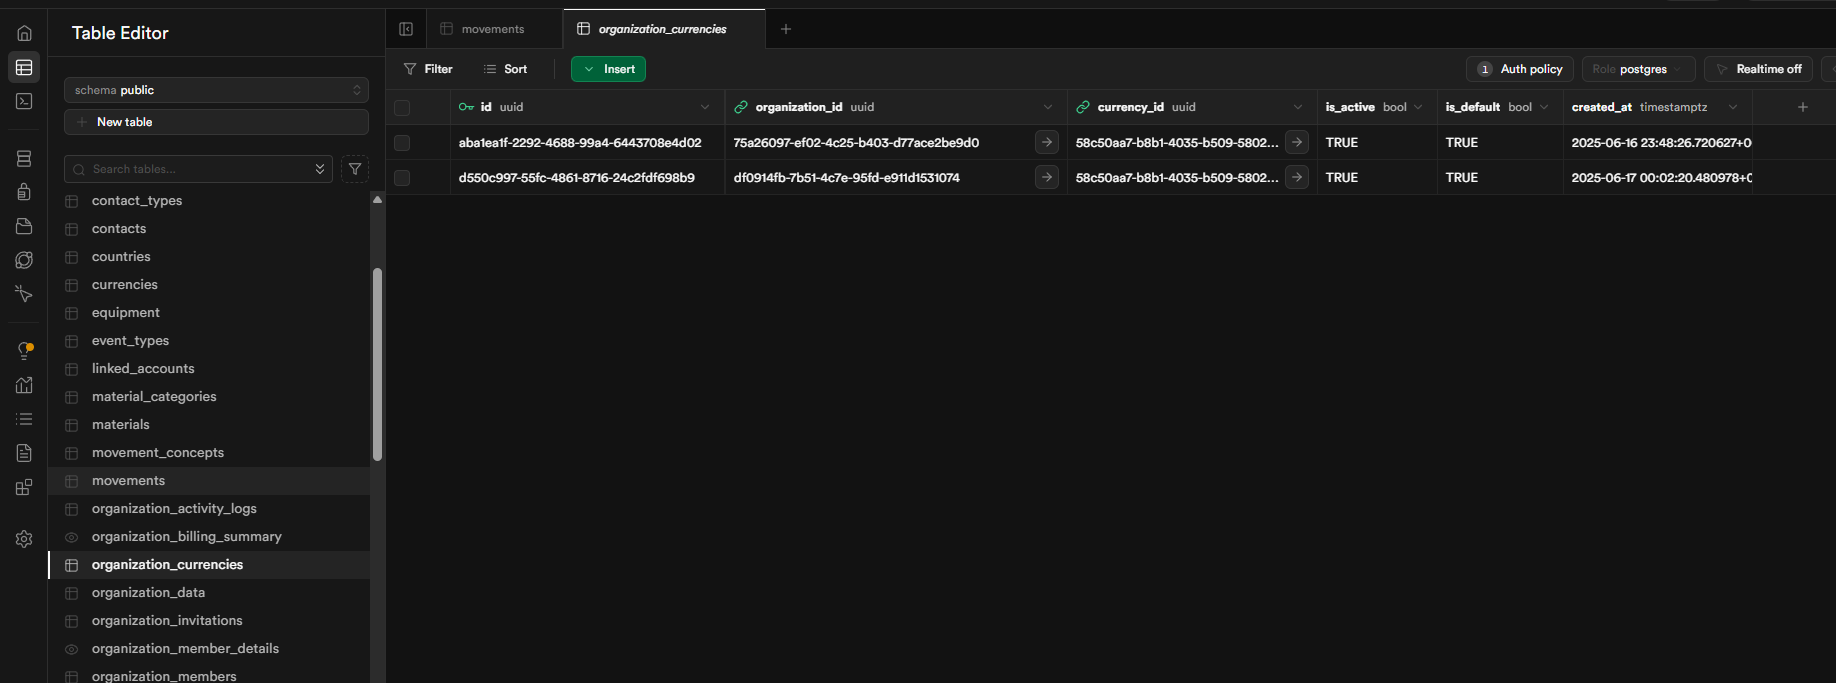 Table Editor
movements
organization_currencies
schema public
New table
Search tables...
contact_types
contacts
countries
currencies
equipment
event_types
linked_accounts
material_categories
materials
movement_concepts
movements
organization_activity_logs
organization_billing_summary
organization_currencies
organization_data
organization_invitations
organization_member_details
organization_members
Filter Sort Insert 1 Auth policy Role postgres Realtime off
id uuid organization_id uuid currency_id uuid is_active bool is_default bool created_at timestamptz
aba1ea1f-2292-4688-99a4-6443708e4d02 75a26097-ef02-4c25-b403-d77ace2be9d0 58c50aa7-b8b1-4035-b509-5802... TRUE TRUE 2025-06-16 23:48:26.720627+0
d550c997-55fc-4861-8716-24c2fdf698b9 df0914fb-7b51-4c7e-95fd-e911d1531074 58c50aa7-b8b1-4035-b509-5802... TRUE TRUE 2025-06-17 00:02:20.480978+0